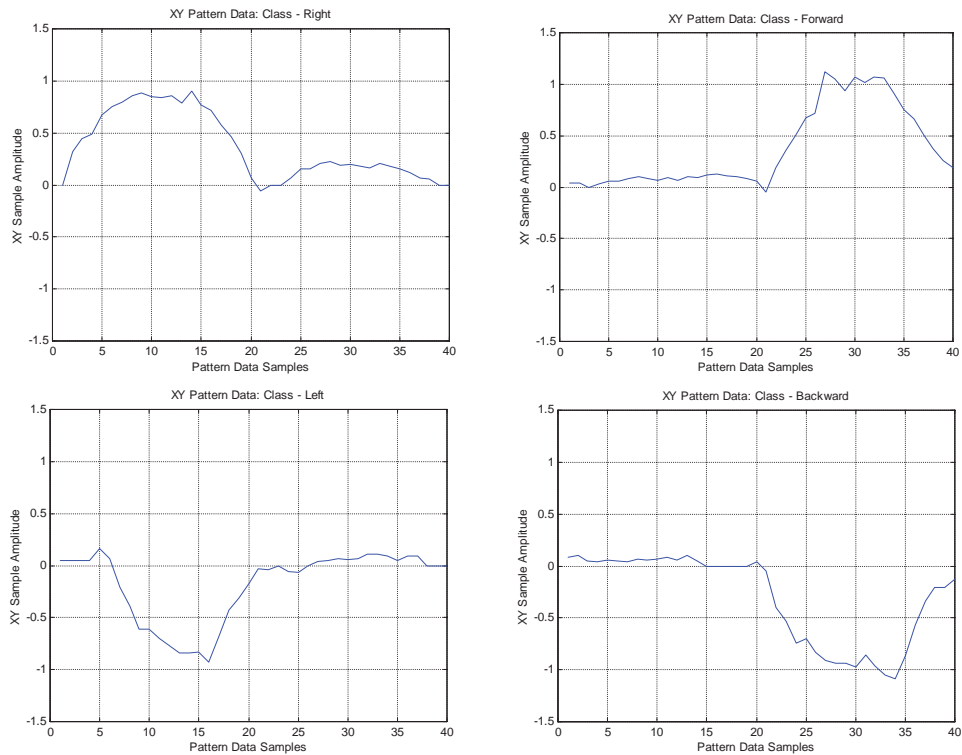 XY Pattern Data: Class - Right
1.5
1
0.5
0
-0.5
-1
-1.5
XY Sample Amplitude
0 5 10 15 20 25 30 35 40
Pattern Data Samples
XY Pattern Data: Class - Forward
1.5
1
0.5
0
-0.5
-1
-1.5
XY Sample Amplitude
0 5 10 15 20 25 30 35 40
Pattern Data Samples
XY Pattern Data: Class - Left
1.5
1
0.5
0
-0.5
-1
-1.5
XY Sample Amplitude
0 5 10 15 20 25 30 35 40
Pattern Data Samples
XY Pattern Data: Class - Backward
1.5
1
0.5
0
-0.5
-1
-1.5
XY Sample Amplitude
0 5 10 15 20 25 30 35 40
Pattern Data Samples